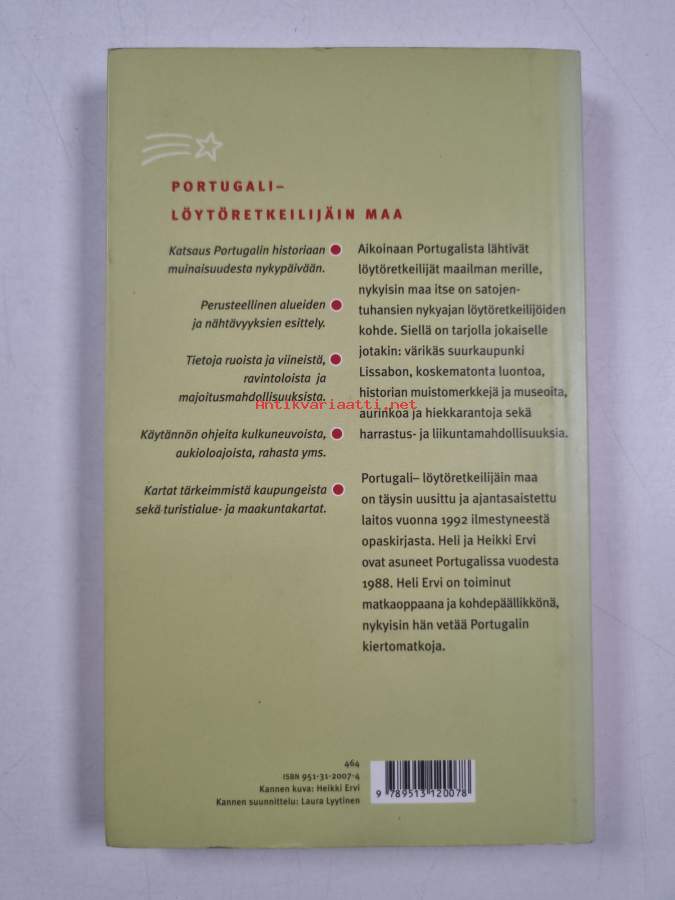 PORTUGALI–
LÖYTÖRETKEILIJÄIN MAA
Katsaus Portugalin historiaan
muinaisuudesta nykypäivään.
Perusteellinen alueiden
ja nähtävyyksien esittely.
Tietoja ruoista ja viineistä,
ravintoloista ja
majoitusmahdollisuuksista.
Käytännön ohjeita kulkuneuvoista,
aukioloajoista, rahasta yms.
Kartat tärkeimmistä kaupungeista
sekä turistialue- ja maakuntakartat.
Aikoinaan Portugalista lähtivät
löytöretkeilijät maailman merille,
nykyisin maa itse on satojen-
tuhansien nykyajan löytöretkeilijöiden
kohde. Siellä on tarjolla jokaiselle
jotakin: värikäs suurkaupunki
Lissabon, koskematonta luontoa,
historian muistomerkkejä ja museoita,
aurinkoa ja hiekkarantoja sekä
harrastus- ja liikuntamahdollisuuksia.
Portugali– löytöretkeilijäin maa
on täysin uusittu ja ajantasaistettu
laitos vuonna 1992 ilmestyneestä
opaskirjasta. Heli ja Heikki Ervi
ovat asuneet Portugalissa vuodesta
1988. Heli Ervi on toiminut
matkaoppaana ja kohdepäällikkönä,
nykyisin hän vetää Portugalin
kiertomatkoja.
Antikvariaatti.net
464
ISBN 951-31-2007-4
Kannen kuva: Heikki Ervi
Kannen suunnittelu: Laura Lyytinen
9 789513 120078